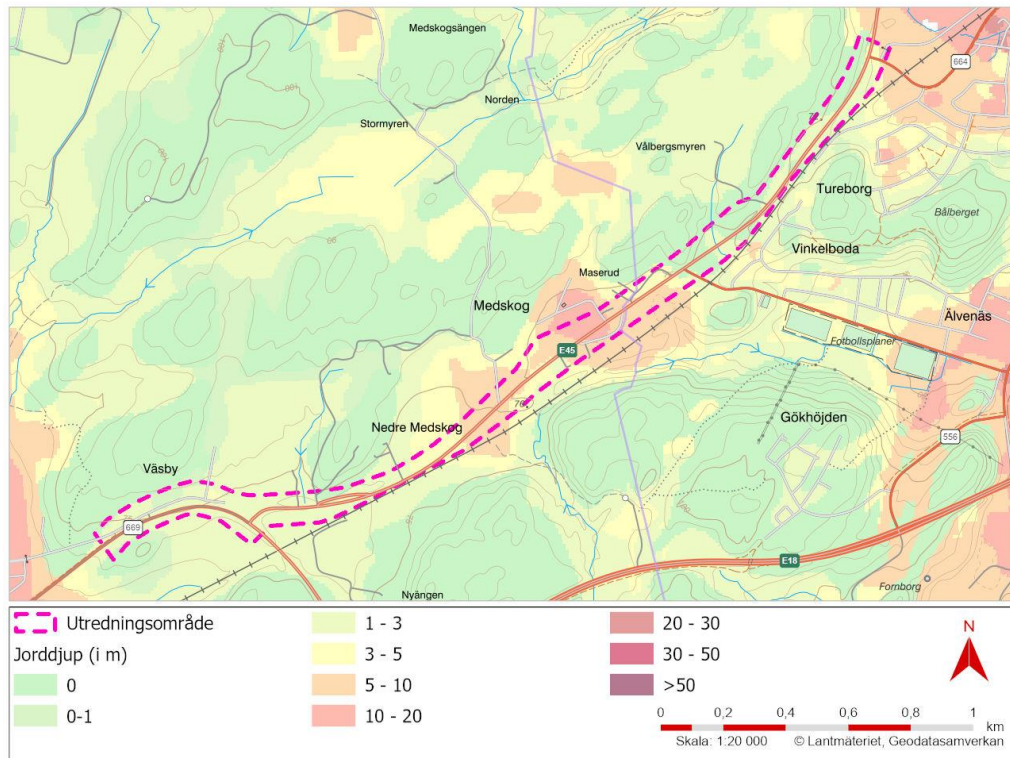 Medskogsängen
664
Norden
Stormyren
Vålbergsmyren
Tureborg
Bålberget
Vinkelboda
Maserud
Medskog
Älvenäs
E45
Fotbollsplaner
Gökhöjden
Nedre Medskog
556
Väsby
669
E18
Nyängen
Fornborg
Utredningsområde
Jorddjup (i m)
0
0-1
1 - 3
3 - 5
5 - 10
10 - 20
20 - 30
30 - 50
>50
N
0 0,2 0,4 0,6 0,8 1
km
Skala: 1:20 000 © Lantmäteriet, Geodatasamverkan